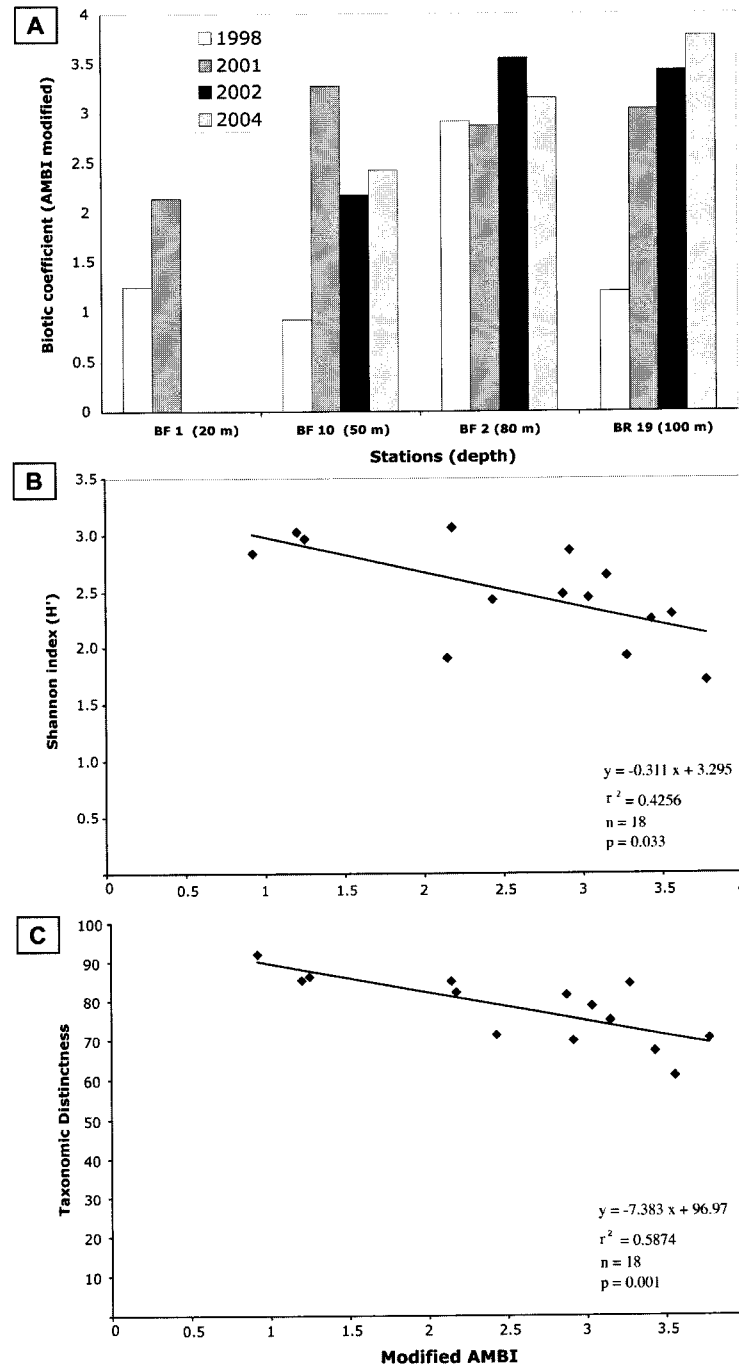 A
4
3.5
3
2.5
2
1.5
1
0.5
0
Biotic coefficient (AMBI modified)
1998
2001
2002
2004
BF 1 (20 m) BF 10 (50 m) BF 2 (80 m) BR 19 (100 m)
Stations (depth)
B
3.5
3.0
2.5
2.0
1.5
1.0
0.5
Shannon index (H')
y = -0.311 x + 3.295
r 2 = 0.4256
n = 18
p = 0.033
0 0.5 1 1.5 2 2.5 3 3.5
C
100
90
80
70
60
50
40
30
20
10
Taxonomic Distinctness
y = -7.383 x + 96.97
r 2 = 0.5874
n = 18
p = 0.001
0 0.5 1 1.5 2 2.5 3 3.5
Modified AMBI